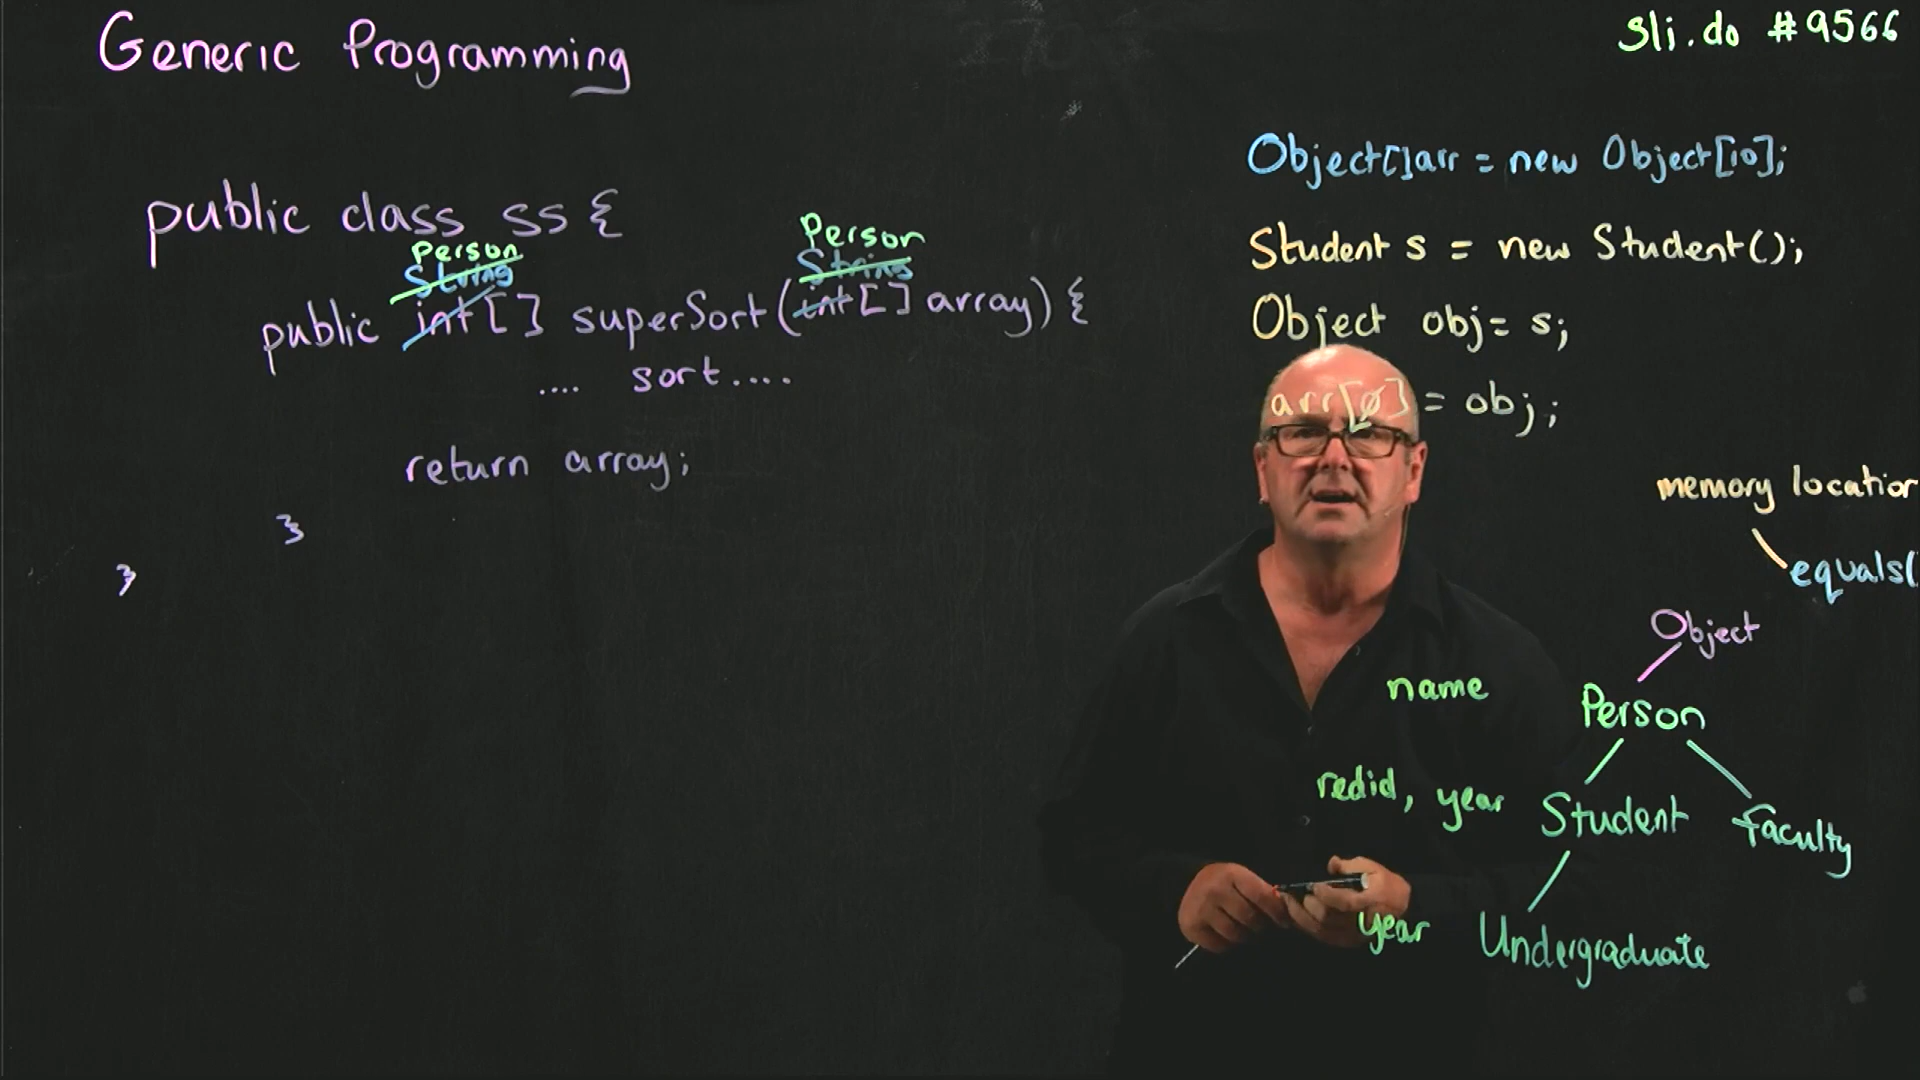 Generic Programming
sli.do #9566
public class ss {
Person Person
String String
public int[] superSort(int[] array) {
.... sort....
return array;
}
}
Object[] arr = new Object[10];
Student s = new Student();
Object obj = s;
arr[0] = obj;
memory location
equals(
Object
name Person
redid, year Student Faculty
year Undergraduate